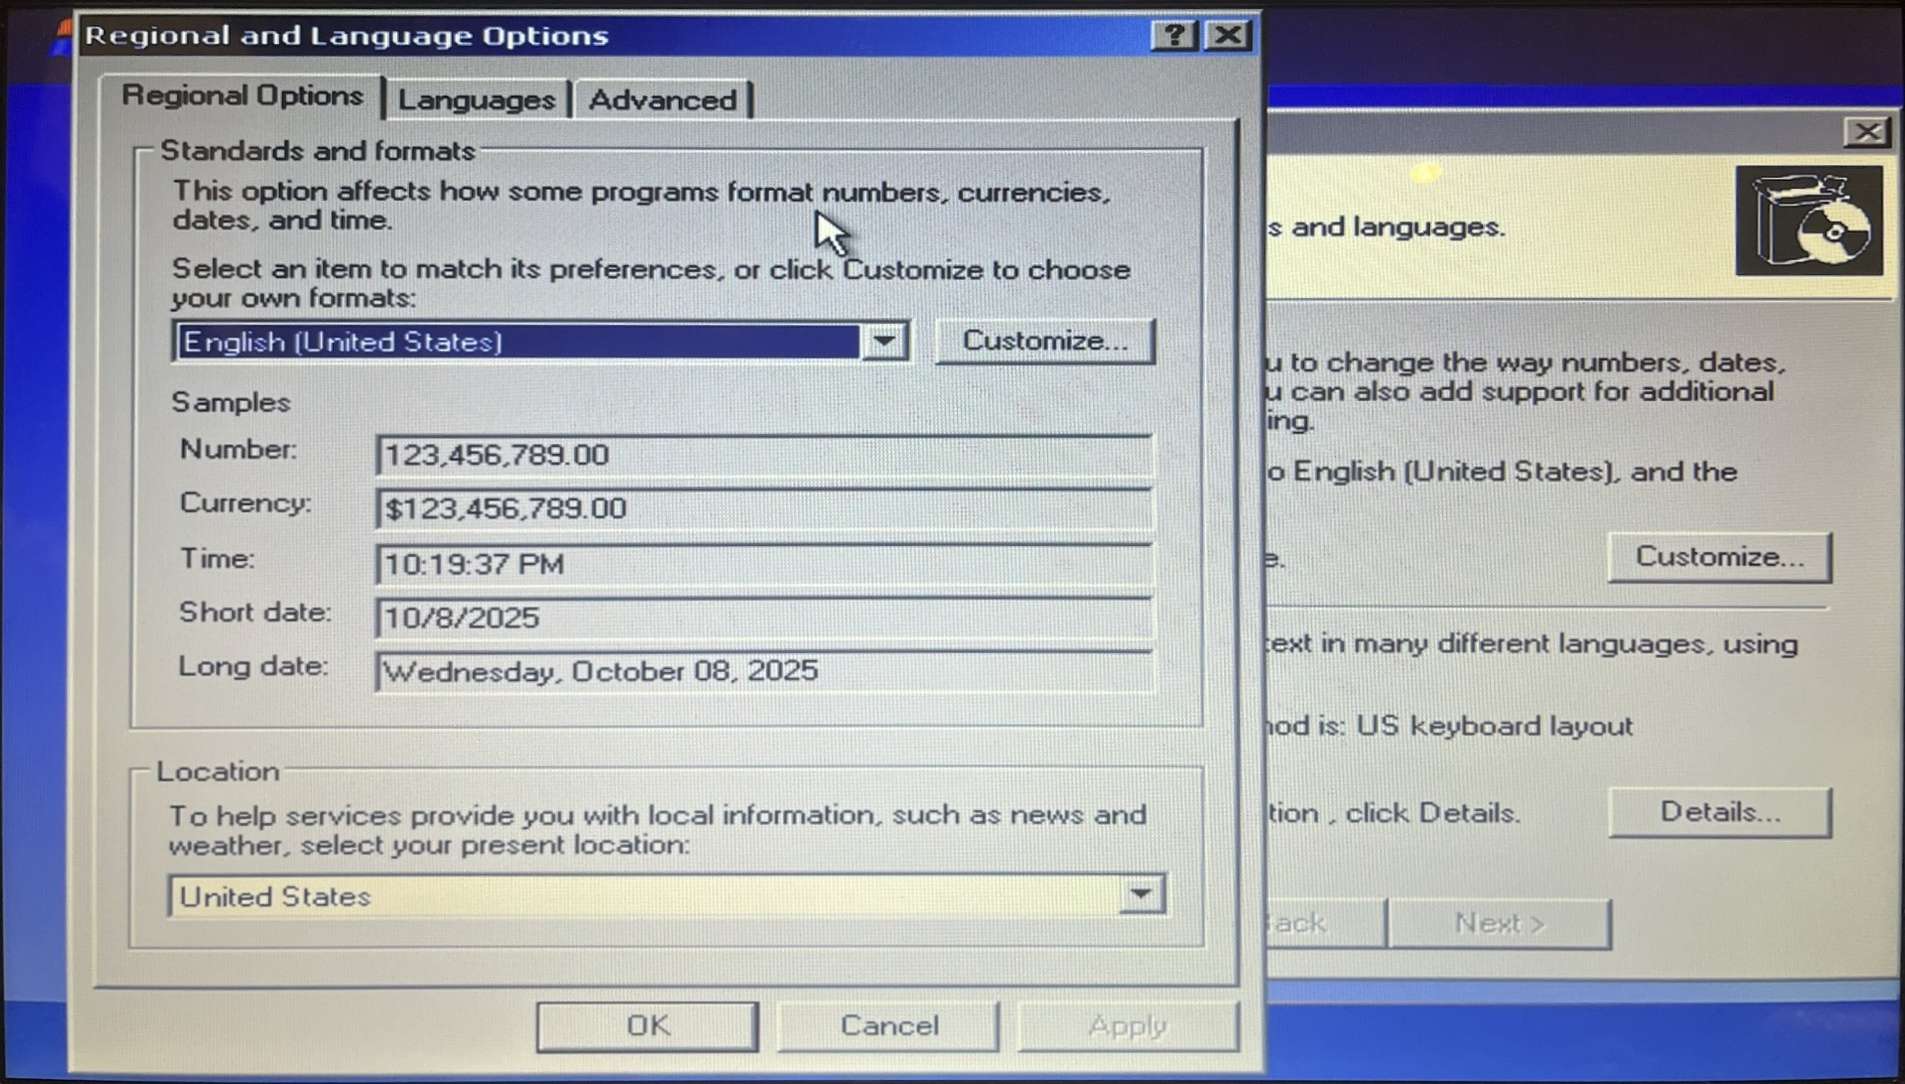 Regional and Language Options
Regional Options
Languages
Advanced
Standards and formats
This option affects how some programs format numbers, currencies,
dates, and time.
Select an item to match its preferences, or click Customize to choose
your own formats:
English (United States)
Customize...
Samples
Number:
123,456,789.00
Currency:
$123,456,789.00
Time:
10:19:37 PM
Short date:
10/8/2025
Long date:
Wednesday, October 08, 2025
Location
To help services provide you with local information, such as news and
weather, select your present location:
United States
OK
Cancel
Apply
and languages.
to change the way numbers, dates,
can also add support for additional
English (United States), and the
Customize...
in many different languages, using
is: US keyboard layout
, click Details.
Details...
Next >